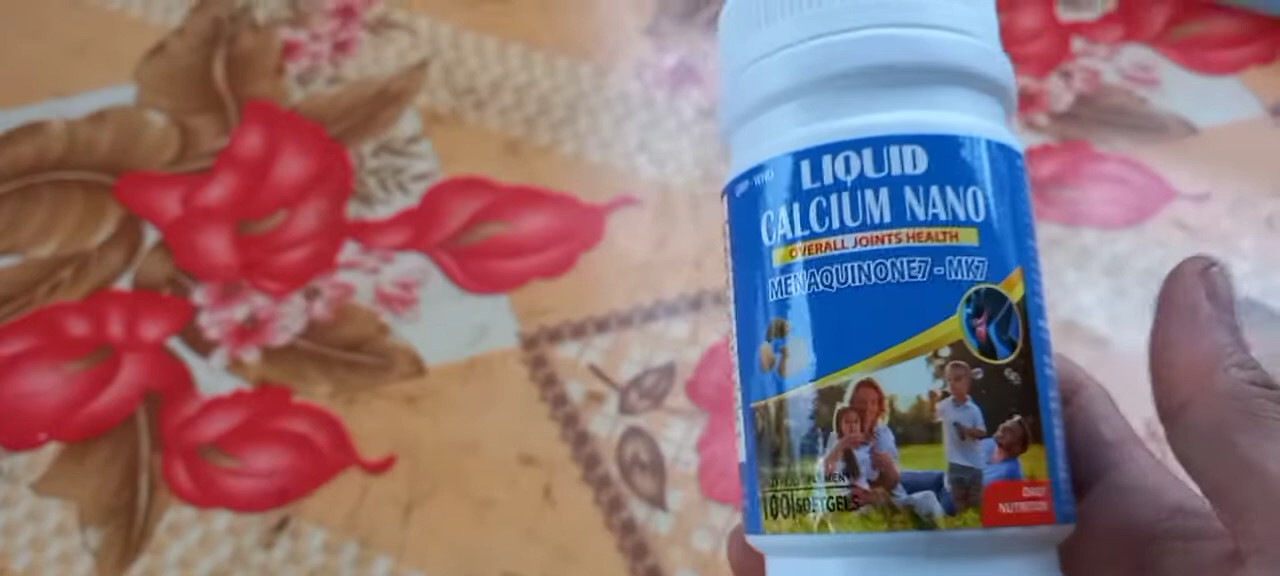 LIQUID
CALCIUM NANO
OVERALL JOINTS HEALTH
MENAQUINONE7 - MK7
100 SOFTGELS
DAILY
NUTRITION